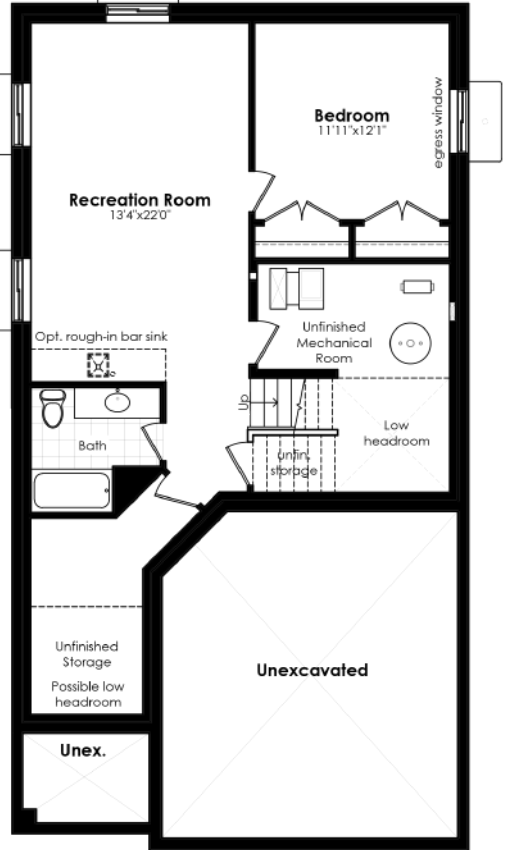 Bedroom
11'11"x12'1"
egress window
Recreation Room
13'4"x22'0"
Opt. rough-in bar sink
Unfinished
Mechanical
Room
Up
Low
headroom
Bath
unfin.
storage
Unfinished
Storage
Possible low
headroom
Unexcavated
Unex.